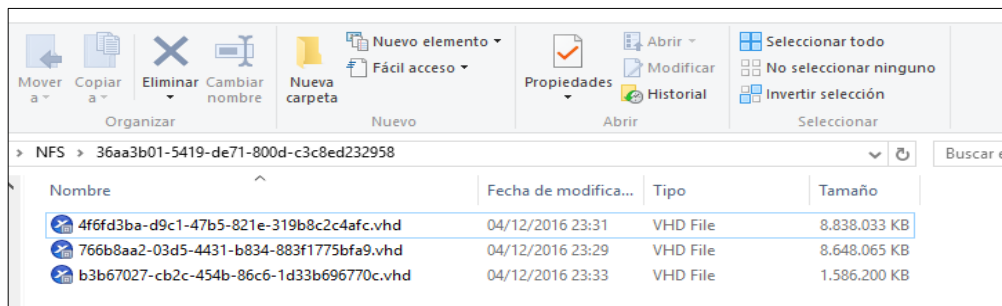 Mover a
Copiar a
Eliminar
Cambiar nombre
Nueva carpeta
Nuevo elemento
Fácil acceso
Propiedades
Abrir
Modificar
Historial
Seleccionar todo
No seleccionar ninguno
Invertir selección
Organizar
Nuevo
Abrir
Seleccionar
> NFS > 36aa3b01-5419-de71-800d-c3c8ed232958
Buscar e
Nombre Fecha de modifica... Tipo Tamaño
4f6fd3ba-d9c1-47b5-821e-319b8c2c4afc.vhd 04/12/2016 23:31 VHD File 8.838.033 KB
766b8aa2-03d5-4431-b834-883f1775bfa9.vhd 04/12/2016 23:29 VHD File 8.648.065 KB
b3b67027-cb2c-454b-86c6-1d33b696770c.vhd 04/12/2016 23:33 VHD File 1.586.200 KB